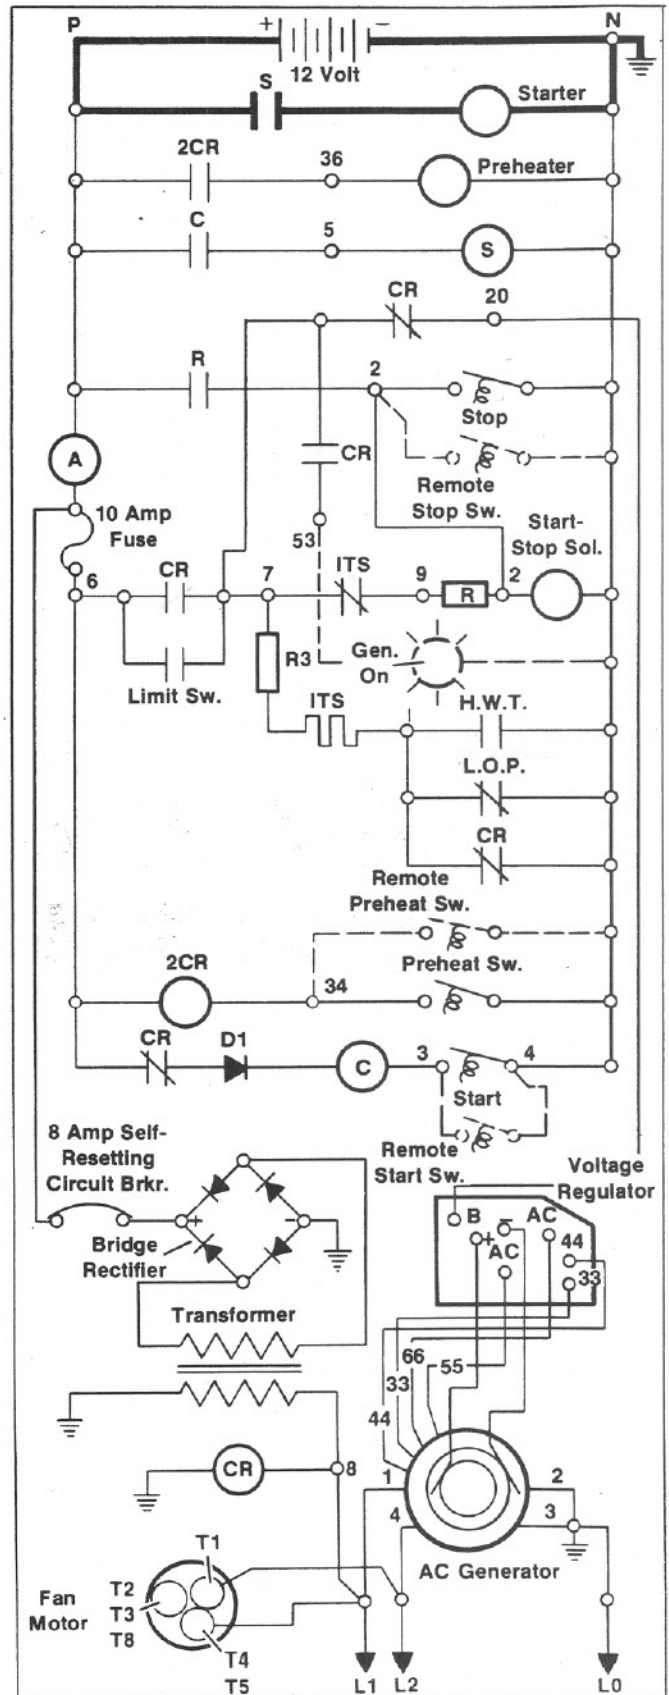 P
+
−
N
12 Volt
S
Starter
2CR
36
Preheater
C
5
S
CR
20
R
2
Stop
A
CR
Remote
Stop Sw.
10 Amp
Fuse
53
Start-
Stop Sol.
6
CR
7
ITS
9
R
2
R3
Gen.
On
Limit Sw.
ITS
H.W.T.
L.O.P.
CR
Remote
Preheat Sw.
2CR
34
Preheat Sw.
CR
D1
C
3
4
Start
8 Amp Self-
Resetting
Circuit Brkr.
Remote
Start Sw.
Voltage
Regulator
+
−
Bridge
Rectifier
B
+
−
AC
AC
44
33
Transformer
66
55
33
44
CR
8
1
2
4
3
AC Generator
Fan
Motor
T1
T2
T3
T8
T4
T5
L1
L2
L0